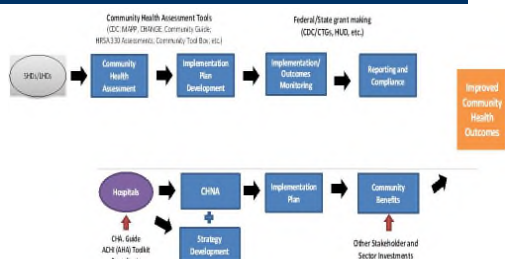 Community Health Assessment Tools
(CDC: MAPP, CHANGE, Community Guide;
HRSA 330 Assessments, Community Tool Box, etc.)
Federal/State grant making
(CDC/CTGs, HUD, etc.)
SHDs/LHDs
Community
Health
Assessment
Implementation
Plan
Development
Implementation/
Outcomes
Monitoring
Reporting and
Compliance
Improved
Community
Health
Outcomes
Hospitals
CHNA
Implementation
Plan
Community
Benefits
Strategy
Development
CHA. Guide
ACHI (AHA) Toolkit
Other Stakeholder and
Sector Investments